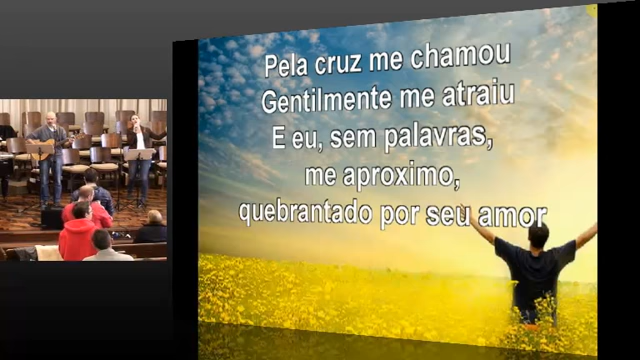 Pela cruz me chamou
Gentilmente me atraiu
E eu, sem palavras,
me aproximo,
quebrantado por seu amor